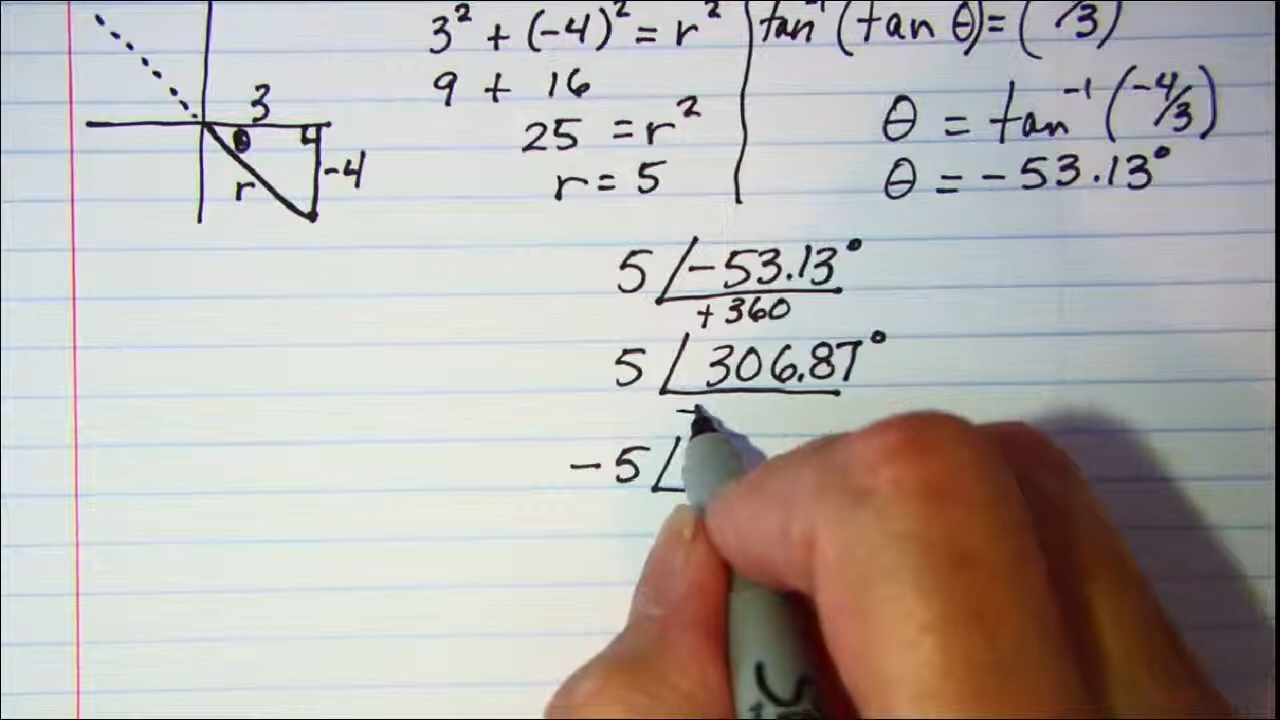 3² + (-4)² = r²
9 + 16
25 = r²
r = 5
tan⁻¹(tan θ) = ( /3)
θ = tan⁻¹(-4/3)
θ = -53.13°
3
θ
r
-4
5∠-53.13°
+360
5∠306.87°
-
-5∠